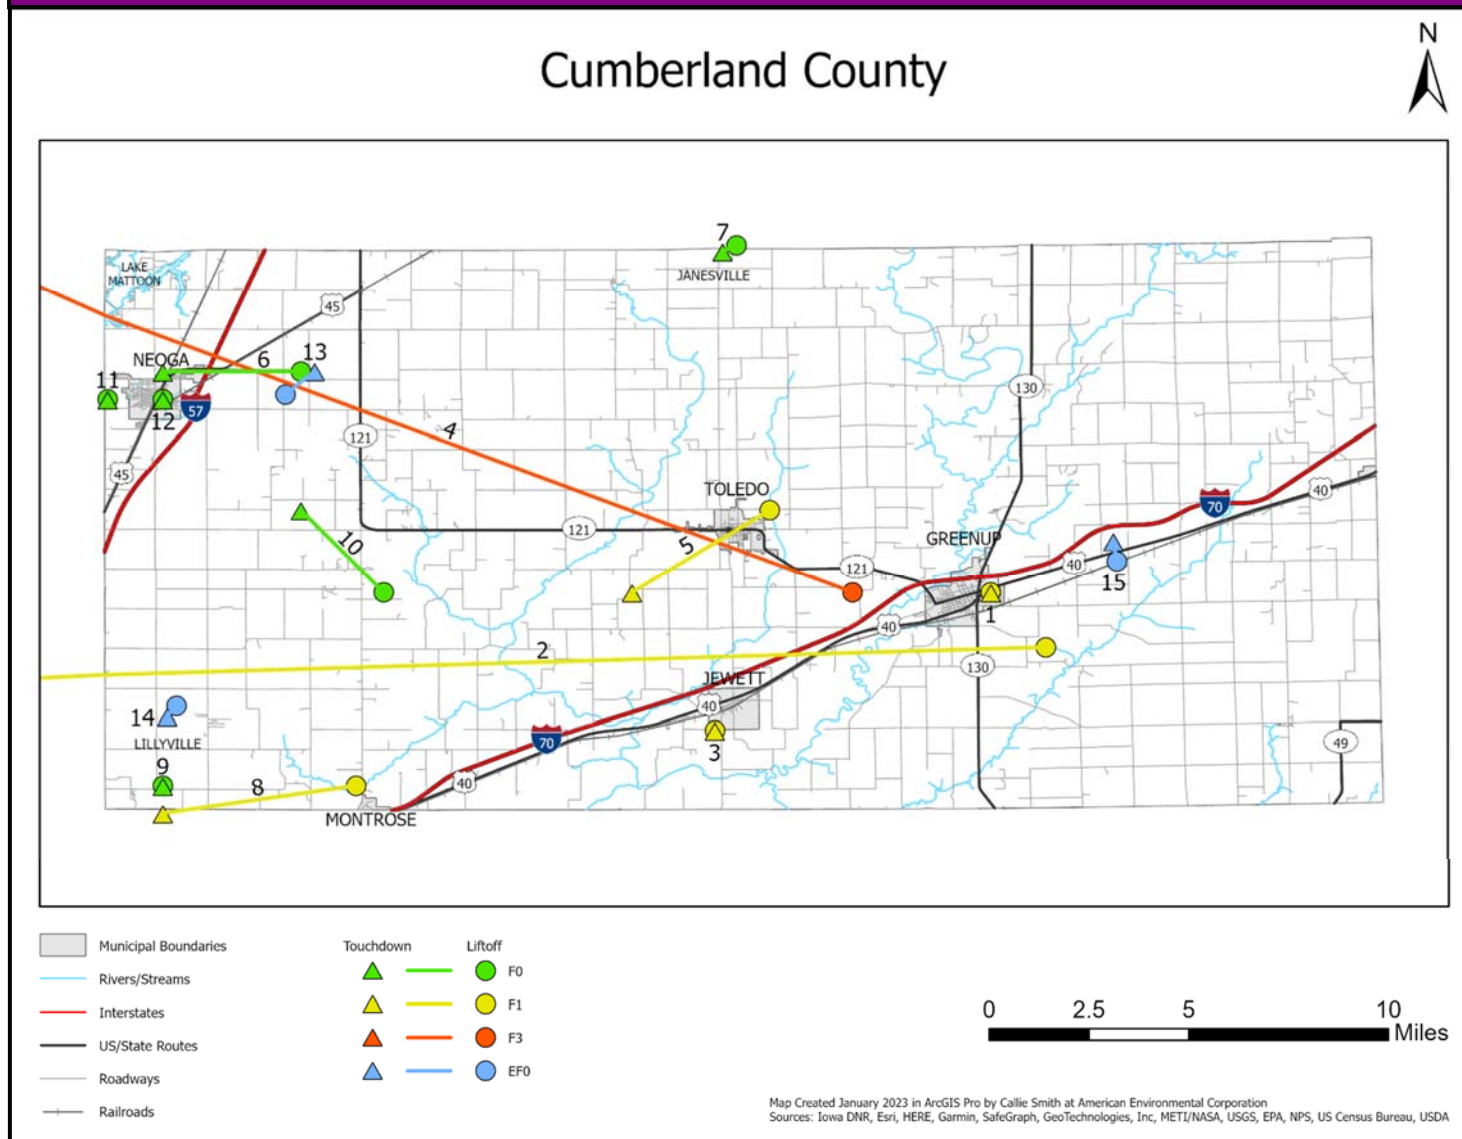 N
Cumberland County
7
JANESVILLE
LAKE
MATTOON
45
NEOGA
6
13
11
12
57
130
121
4
45
TOLEDO
40
70
10
121
5
GREENUP
121
40
15
1
40
2
130
JEWETT
40
14
LILLYVILLE
70
3
49
9
8
40
MONTROSE
Municipal Boundaries
Rivers/Streams
Interstates
US/State Routes
Roadways
Railroads
Touchdown Liftoff
F0
F1
F3
EF0
0 2.5 5 10
Miles
Map Created January 2023 in ArcGIS Pro by Callie Smith at American Environmental Corporation
Sources: Iowa DNR, Esri, HERE, Garmin, SafeGraph, GeoTechnologies, Inc, METI/NASA, USGS, EPA, NPS, US Census Bureau, USDA